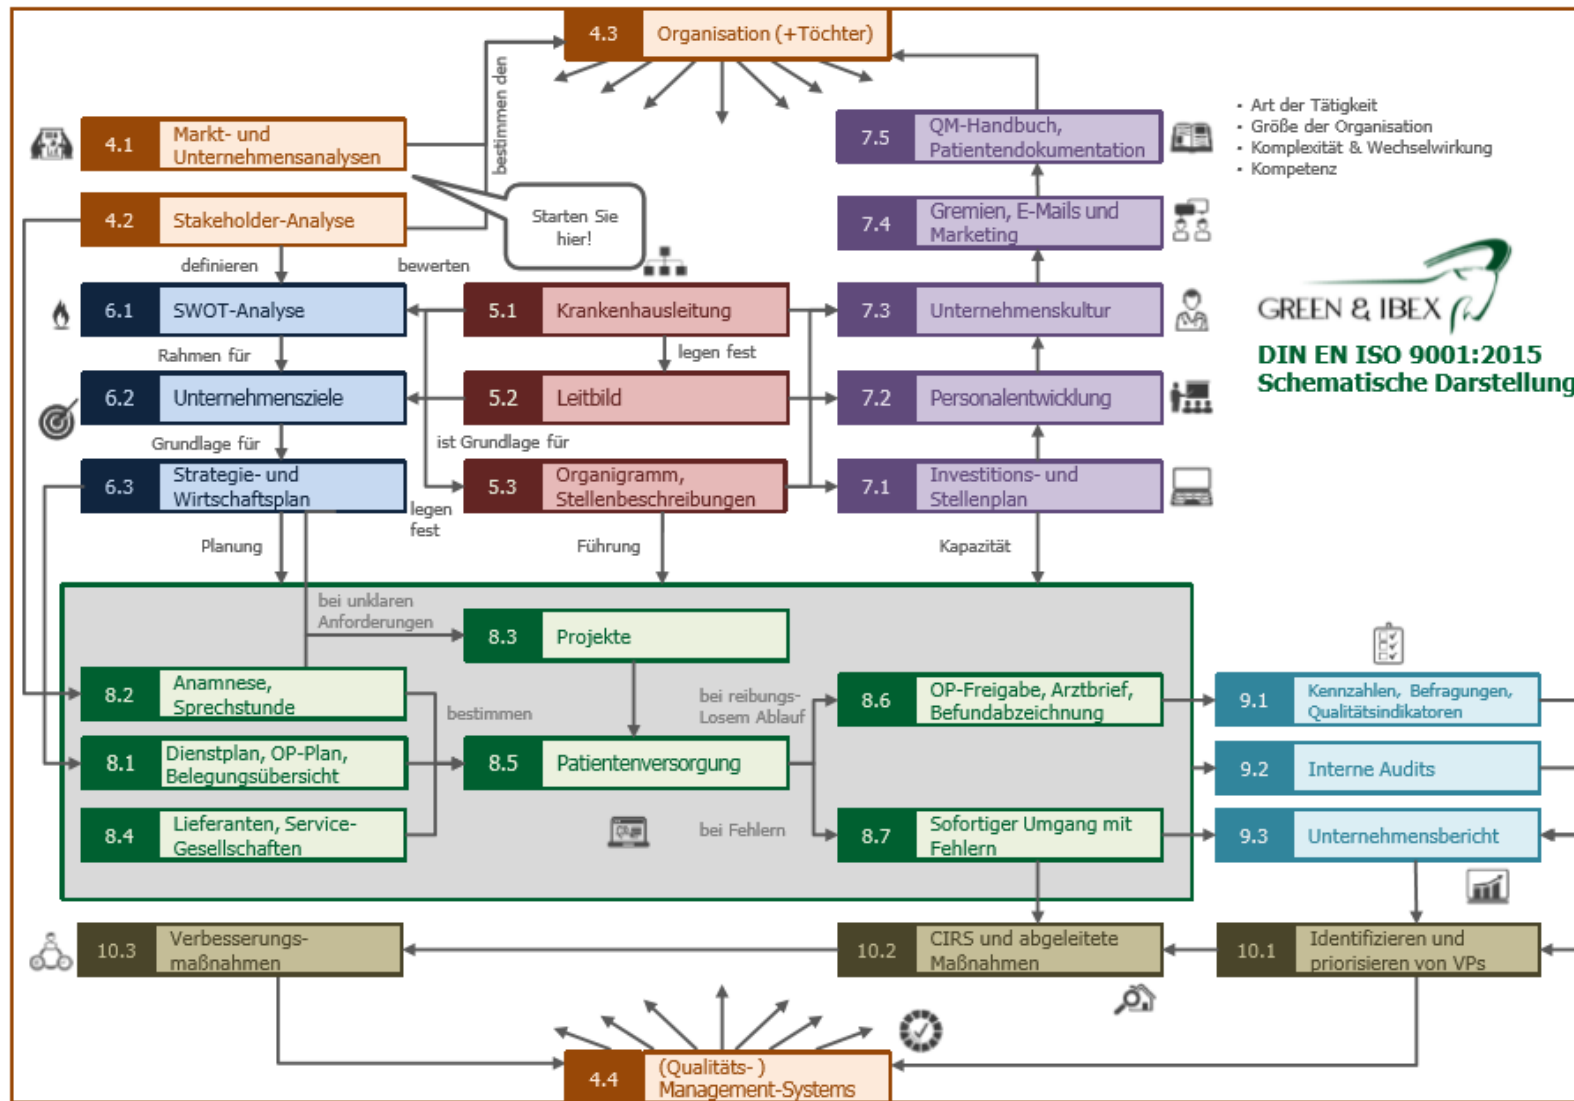 4.3 Organisation (+Töchter)
bestimmen den
4.1 Markt- und
Unternehmensanalysen
7.5 QM-Handbuch,
Patientendokumentation
• Art der Tätigkeit
• Größe der Organisation
• Komplexität & Wechselwirkung
• Kompetenz
4.2 Stakeholder-Analyse
Starten Sie
hier!
7.4 Gremien, E-Mails und
Marketing
definieren
bewerten
6.1 SWOT-Analyse
5.1 Krankenhausleitung
7.3 Unternehmenskultur
GREEN & IBEX
DIN EN ISO 9001:2015
Schematische Darstellung
Rahmen für
legen fest
6.2 Unternehmensziele
5.2 Leitbild
7.2 Personalentwicklung
Grundlage für
ist Grundlage für
6.3 Strategie- und
Wirtschaftsplan
5.3 Organigramm,
Stellenbeschreibungen
7.1 Investitions- und
Stellenplan
legen
fest
Planung
Führung
Kapazität
bei unklaren
Anforderungen
8.3 Projekte
8.2 Anamnese,
Sprechstunde
bestimmen
bei reibungs-
Losem Ablauf
8.6 OP-Freigabe, Arztbrief,
Befundabzeichnung
9.1 Kennzahlen, Befragungen,
Qualitätsindikatoren
8.1 Dienstplan, OP-Plan,
Belegungsübersicht
8.5 Patientenversorgung
9.2 Interne Audits
8.4 Lieferanten, Service-
Gesellschaften
bei Fehlern
8.7 Sofortiger Umgang mit
Fehlern
9.3 Unternehmensbericht
10.3 Verbesserungs-
maßnahmen
10.2 CIRS und abgeleitete
Maßnahmen
10.1 Identifizieren und
priorisieren von VPs
4.4 (Qualitäts- )
Management-Systems